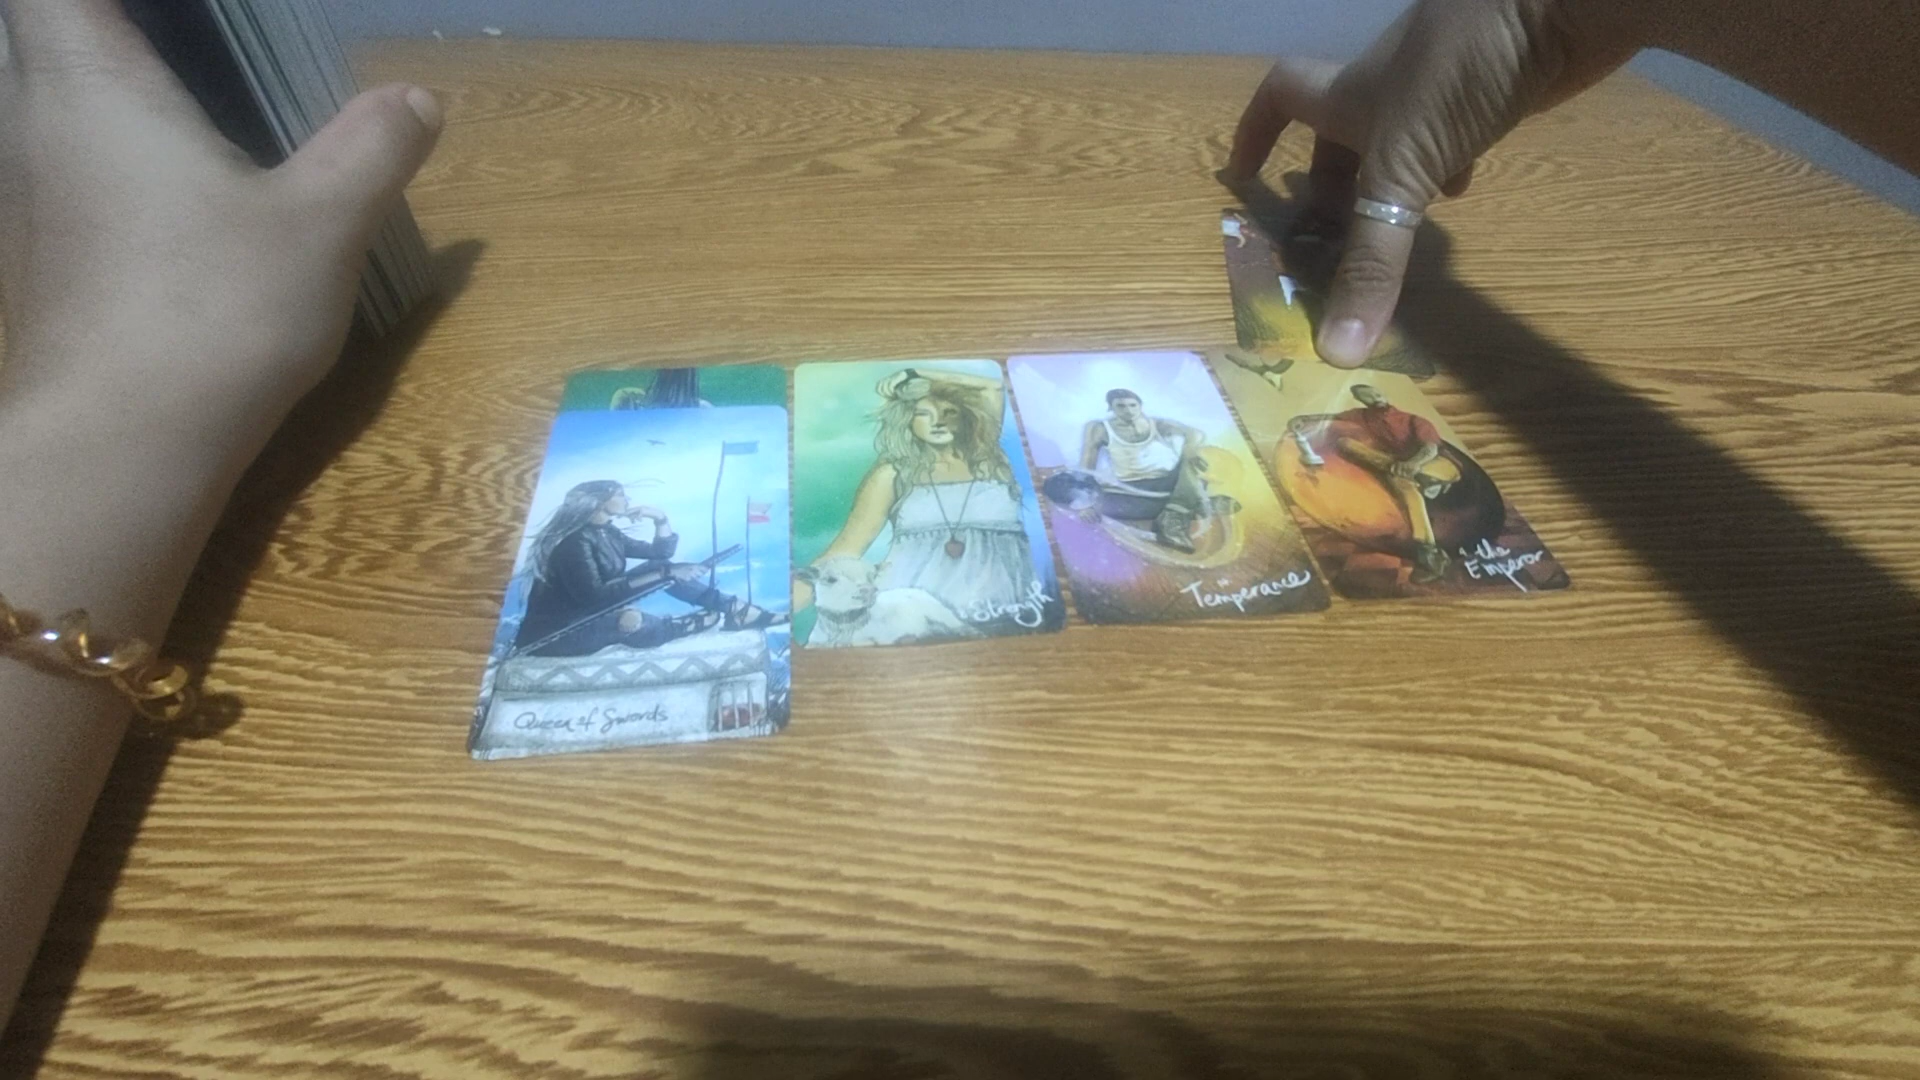 Queen of Swords
Strength
Temperance
the
Emperor